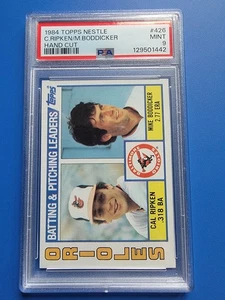 1984 TOPPS NESTLE
#426
C.RIPKEN/M.BODDICKER
MINT
HAND CUT
9
PSA
129501442
Topps
BATTING & PITCHING LEADERS
MIKE BODDICKER
2.77 ERA
CAL RIPKEN
.318 BA
ORIOLES